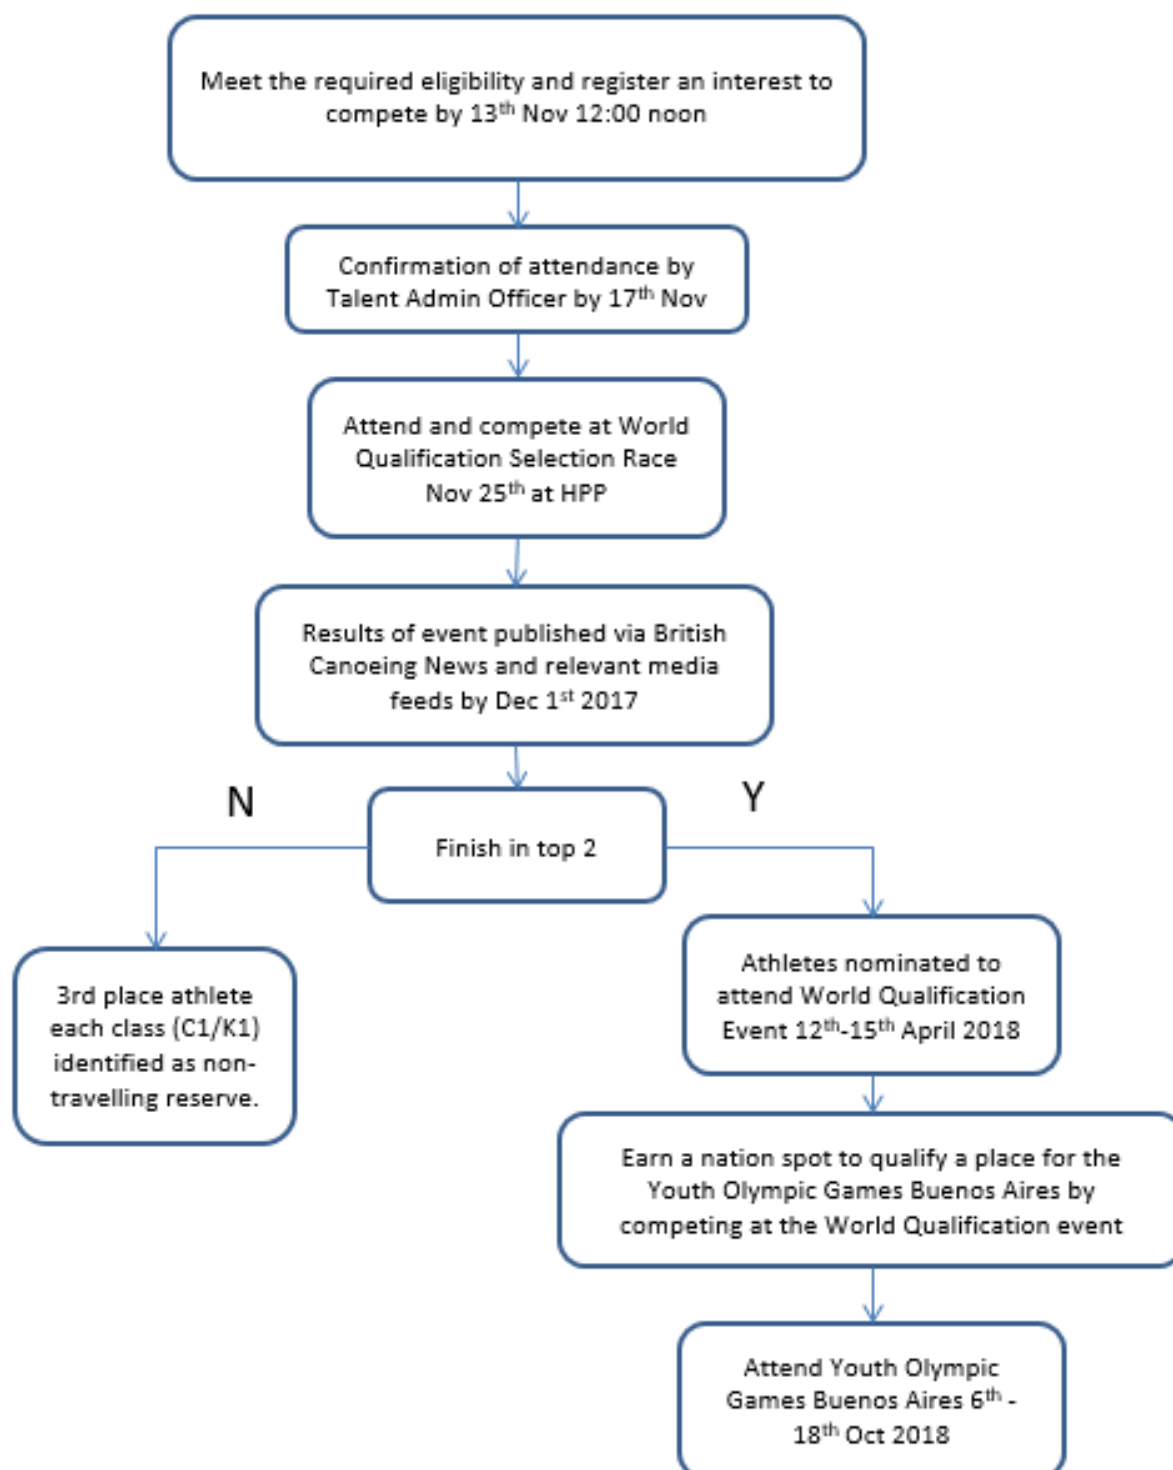 Meet the required eligibility and register an interest to
compete by 13th Nov 12:00 noon
Confirmation of attendance by
Talent Admin Officer by 17th Nov
Attend and compete at World
Qualification Selection Race
Nov 25th at HPP
Results of event published via British
Canoeing News and relevant media
feeds by Dec 1st 2017
N
Y
Finish in top 2
3rd place athlete
each class (C1/K1)
identified as non-
travelling reserve.
Athletes nominated to
attend World Qualification
Event 12th-15th April 2018
Earn a nation spot to qualify a place for the
Youth Olympic Games Buenos Aires by
competing at the World Qualification event
Attend Youth Olympic
Games Buenos Aires 6th -
18th Oct 2018